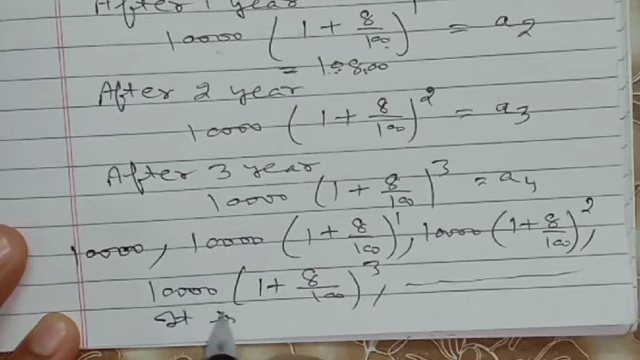 After 1 year
10000 (1 + 8/100)^1 = a2
= 10800
After 2 year
10000 (1 + 8/100)^2 = a3
After 3 year
10000 (1 + 8/100)^3 = a4
10000, 10000 (1 + 8/100)^1, 10000 (1 + 8/100)^2,
10000 (1 + 8/100)^3, ———
It